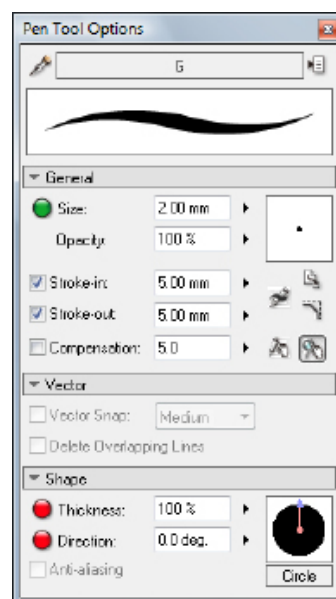 Pen Tool Options
G
General
Size: 2.00 mm
Opacity: 100 %
Stroke-in: 5.00 mm
Stroke-out: 5.00 mm
Compensation: 5.0
Vector
Vector Snap: Medium
Delete Overlapping Lines
Shape
Thickness: 100 %
Direction: 0.0 deg.
Anti-aliasing
Circle